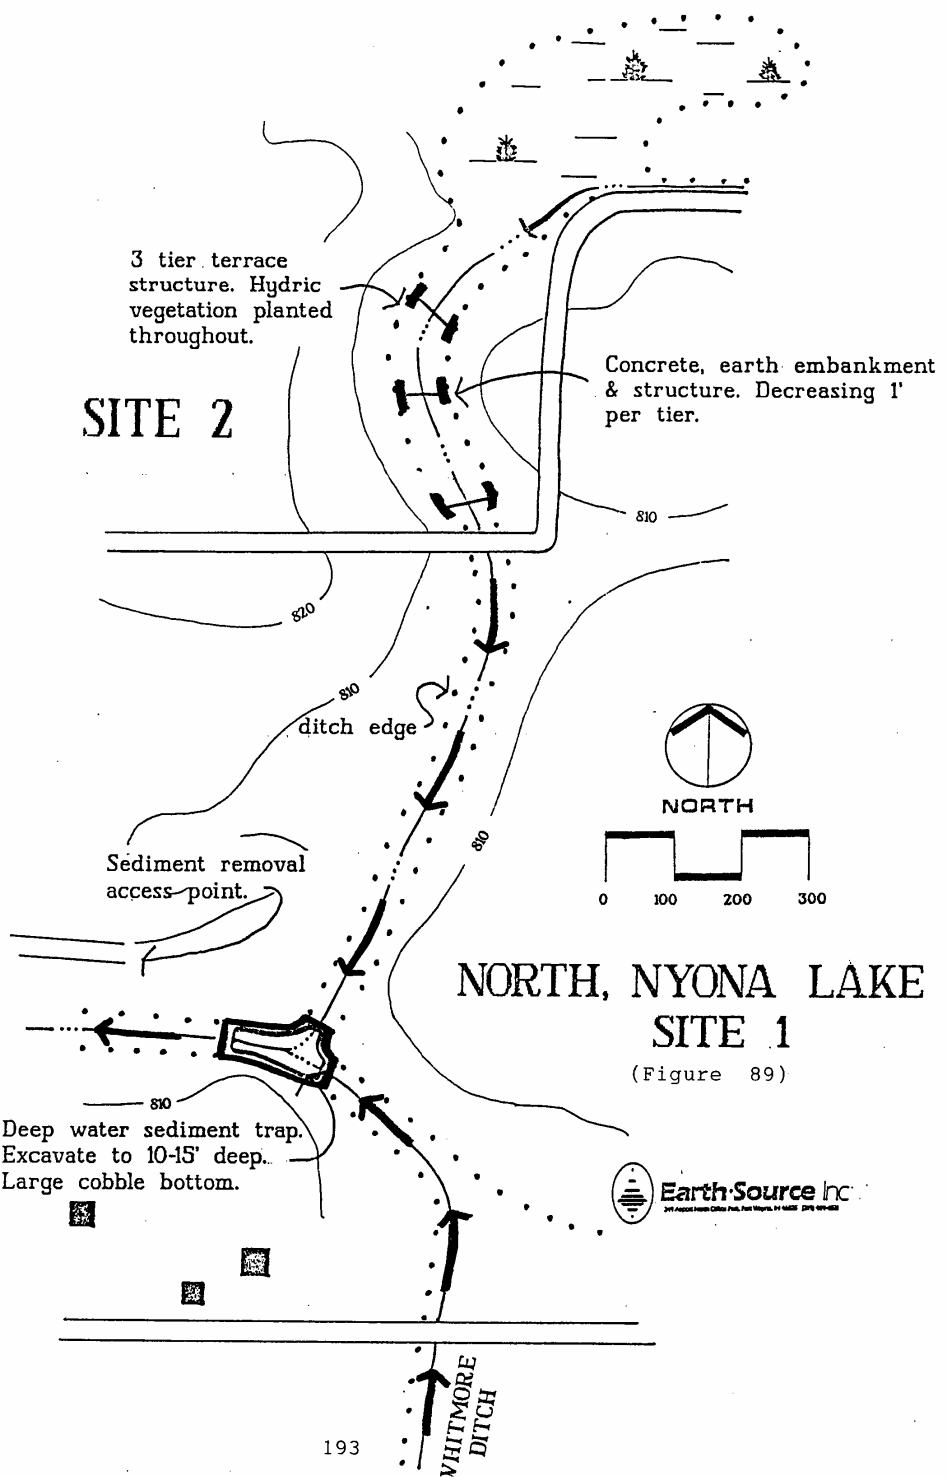 3 tier terrace
structure. Hydric
vegetation planted
throughout.
Concrete, earth embankment
& structure. Decreasing 1'
per tier.
SITE 2
810
820
810
ditch edge
NORTH
810
0 100 200 300
Sediment removal
access point.
NORTH, NYONA LAKE
SITE 1
(Figure 89)
810
Deep water sediment trap.
Excavate to 10-15' deep.
Large cobble bottom.
Earth·Source Inc
WHITMORE
DITCH
193